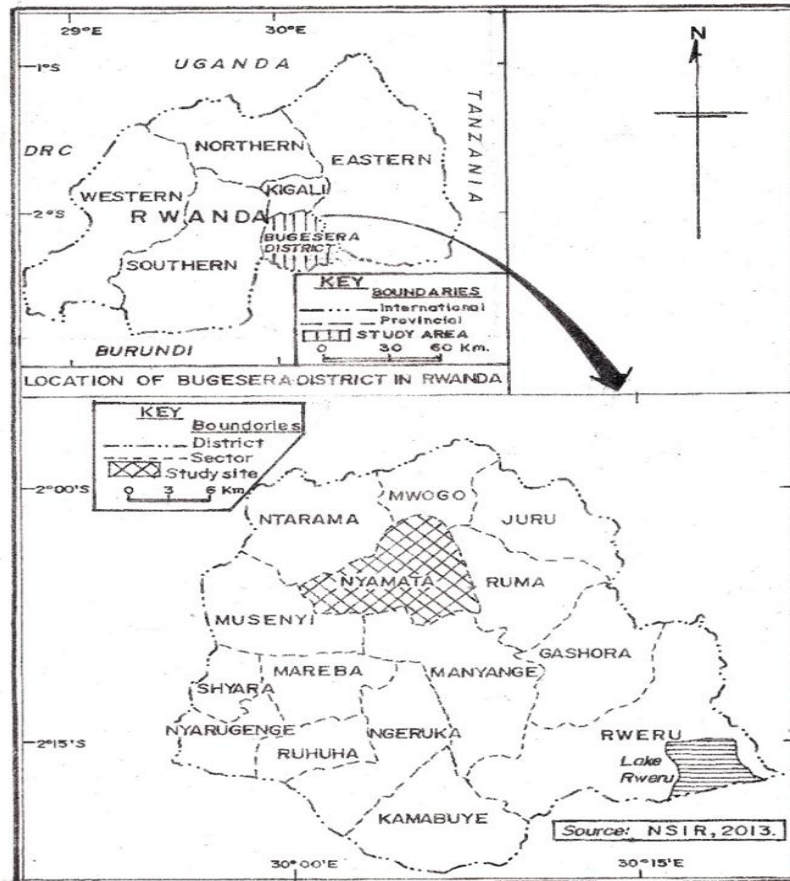 29°E 30°E
N
1°S
UGANDA
TANZANIA
DRC
NORTHERN
EASTERN
WESTERN
KIGALI
2°S
RWANDA
BUGESERA
DISTRICT
SOUTHERN
KEY
BOUNDARIES
International
Provincial
STUDY AREA
0 30 60 Km.
BURUNDI
LOCATION OF BUGESERA DISTRICT IN RWANDA
KEY
Boundories
District
Sector
Study site
0 3 6 Km
2°00'S
MWOGO
NTARAMA
JURU
NYAMATA
RUMA
MUSENYI
GASHORA
MAREBA
MANYANGE
SHYARA
NYARUGENGE
NGERUKA
RWERU
2°15'S
RUHUHA
Lake
Rweru
KAMABUYE
Source: NSIR, 2013.
30°00'E 30°15'E